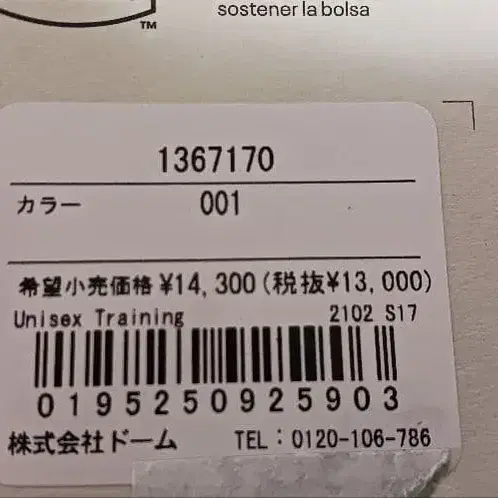 sostener la bolsa
TM
1367170
カラー 001
希望小売価格 ¥14,300(税抜¥13,000)
Unisex Training 2102 S17
0195250925903
株式会社ドーム TEL:0120-106-786